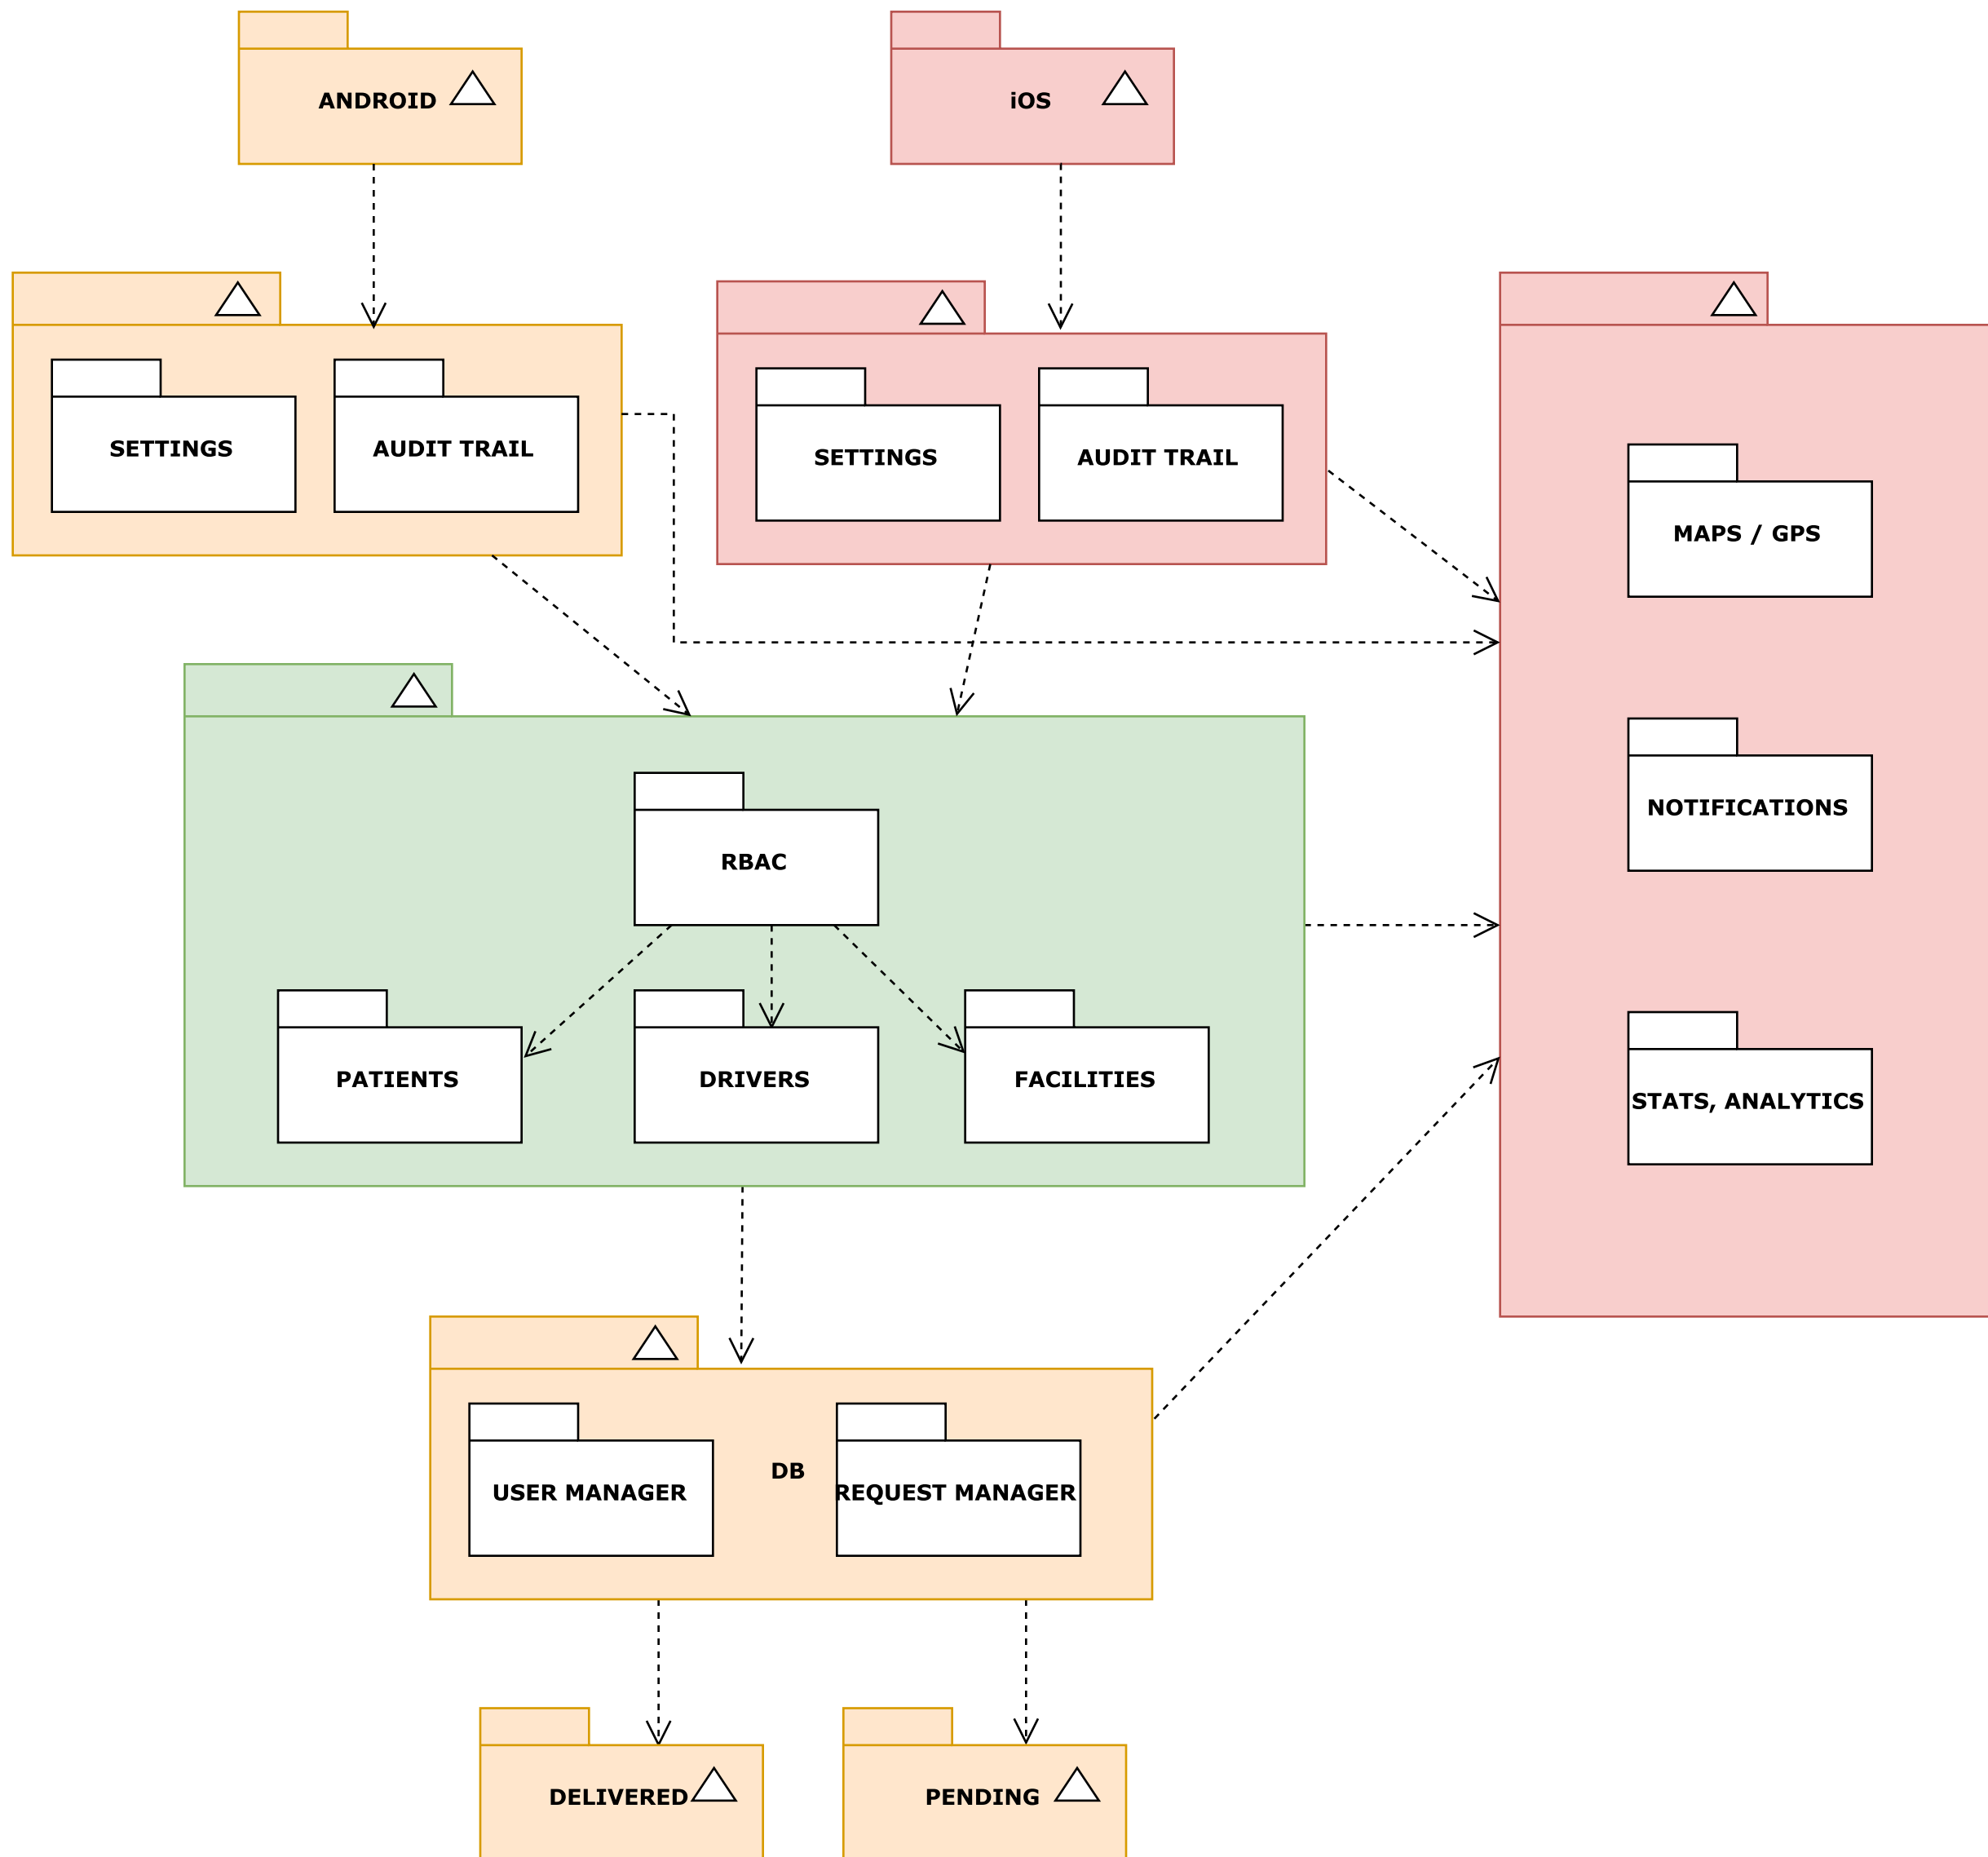 ANDROID
iOS
SETTINGS
AUDIT TRAIL
SETTINGS
AUDIT TRAIL
MAPS / GPS
NOTIFICATIONS
RBAC
PATIENTS
DRIVERS
FACILITIES
STATS, ANALYTICS
DB
USER MANAGER
REQUEST MANAGER
DELIVERED
PENDING